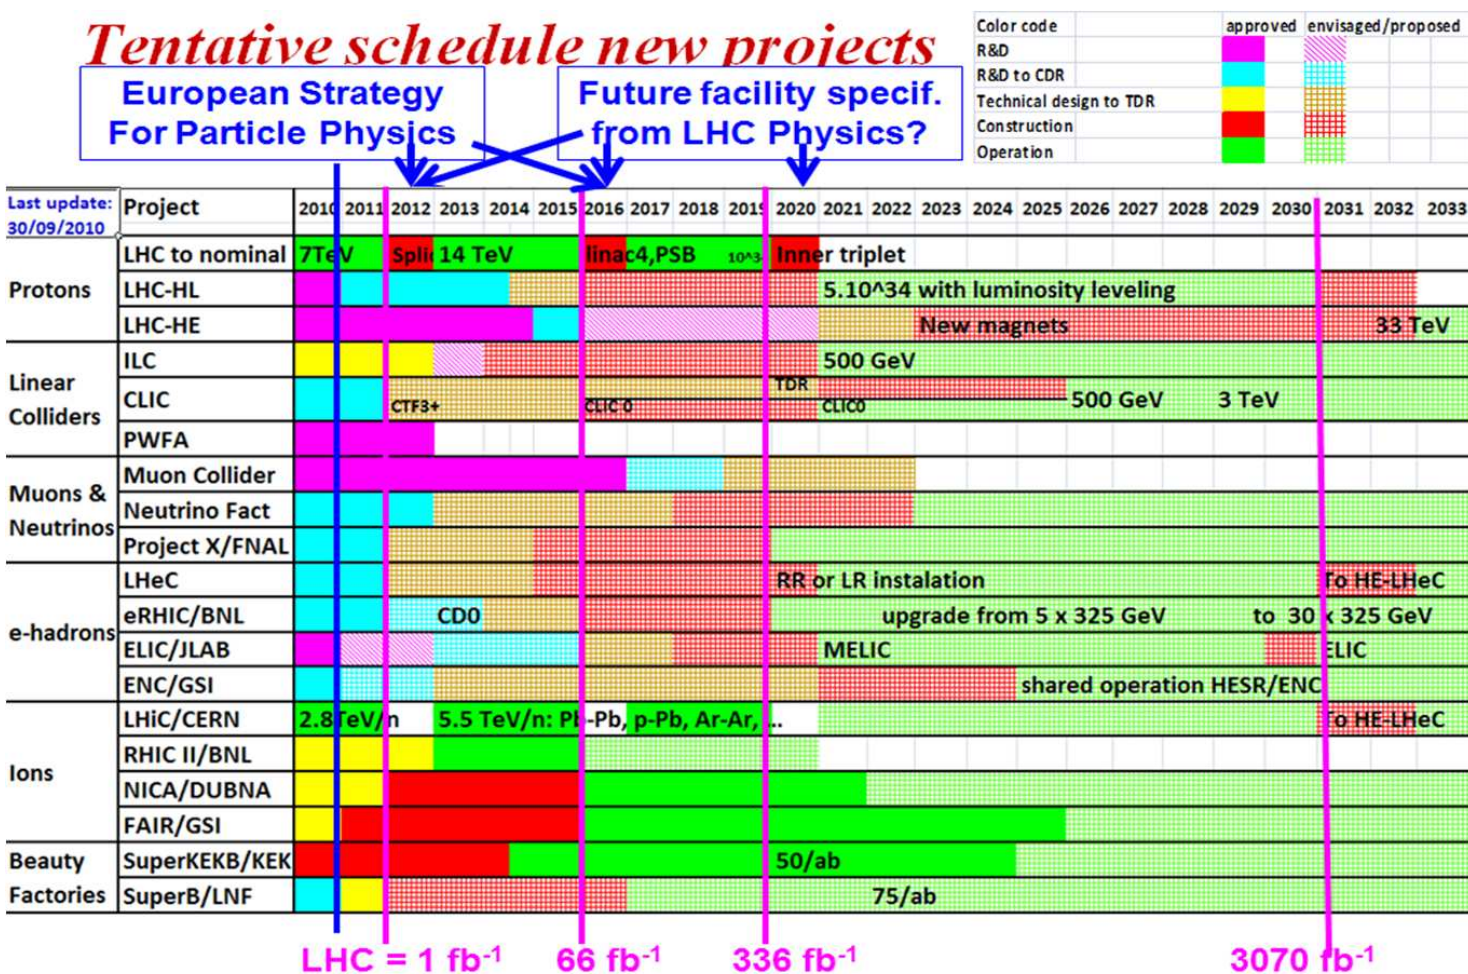 Tentative schedule new projects
Color code approved envisaged/proposed
R&D
R&D to CDR
Technical design to TDR
Construction
Operation
European Strategy
For Particle Physics
Future facility specif.
from LHC Physics?
Last update:
30/09/2010
Project 2010 2011 2012 2013 2014 2015 2016 2017 2018 2019 2020 2021 2022 2023 2024 2025 2026 2027 2028 2029 2030 2031 2032 2033
Protons
LHC to nominal 7TeV Splic 14 TeV linac4,PSB 10^34 Inner triplet
LHC-HL 5.10^34 with luminosity leveling
LHC-HE New magnets 33 TeV
Linear
Colliders
ILC 500 GeV
CLIC CTF3+ CLIC 0 TDR CLIC0 500 GeV 3 TeV
PWFA
Muons &
Neutrinos
Muon Collider
Neutrino Fact
Project X/FNAL
e-hadrons
LHeC RR or LR instalation To HE-LHeC
eRHIC/BNL CD0 upgrade from 5 x 325 GeV to 30 x 325 GeV
ELIC/JLAB MELIC ELIC
ENC/GSI shared operation HESR/ENC
Ions
LHiC/CERN 2.8TeV/n 5.5 TeV/n: Pb-Pb, p-Pb, Ar-Ar, ... To HE-LHeC
RHIC II/BNL
NICA/DUBNA
FAIR/GSI
Beauty
Factories
SuperKEKB/KEK 50/ab
SuperB/LNF 75/ab
LHC = 1 fb⁻¹ 66 fb⁻¹ 336 fb⁻¹ 3070 fb⁻¹